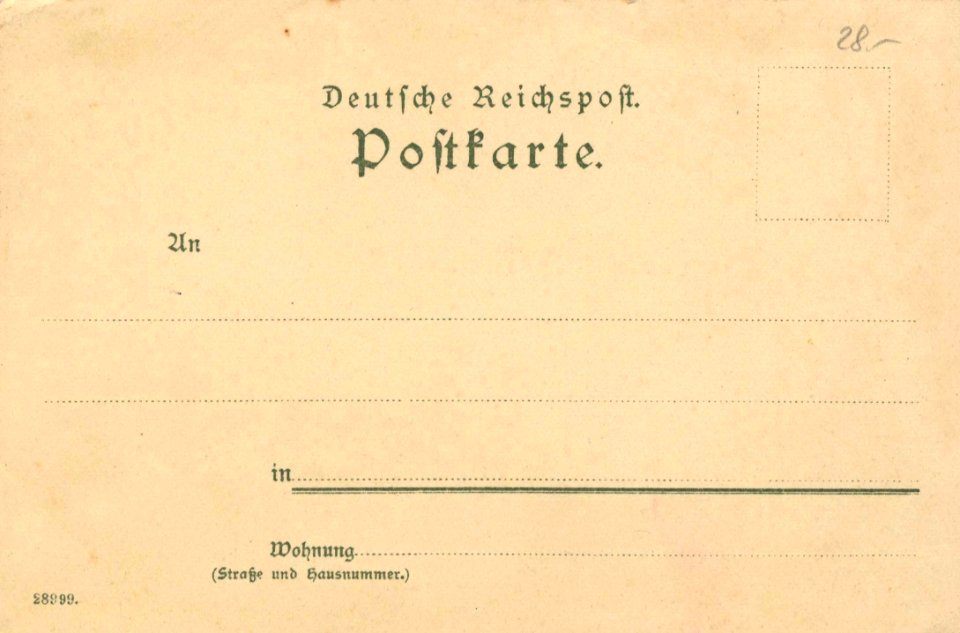 28.-
Deutſche Reichspoſt.
Poſtkarte.
An
in
Wohnung
(Straße und Hausnummer.)
28999.